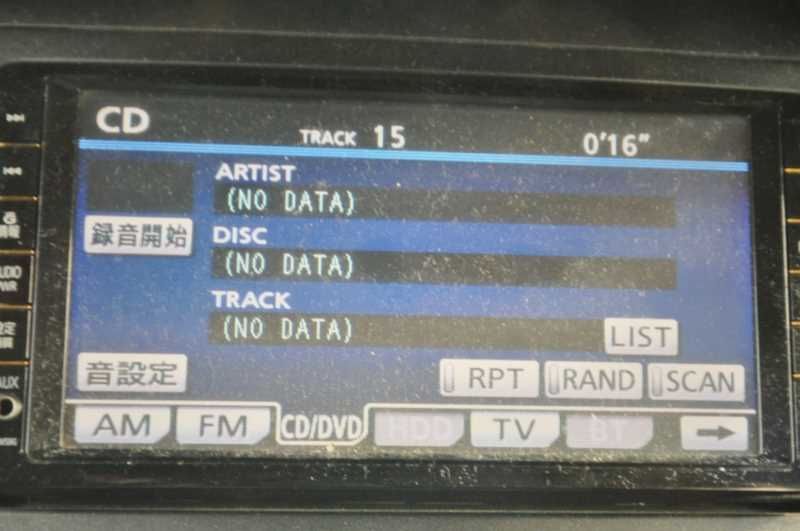 CD
TRACK 15 0'16"
ARTIST
(NO DATA)
録音開始
DISC
(NO DATA)
TRACK
(NO DATA)
LIST
音設定
RPT RAND SCAN
AM FM CD/DVD HDD TV BT
AUX